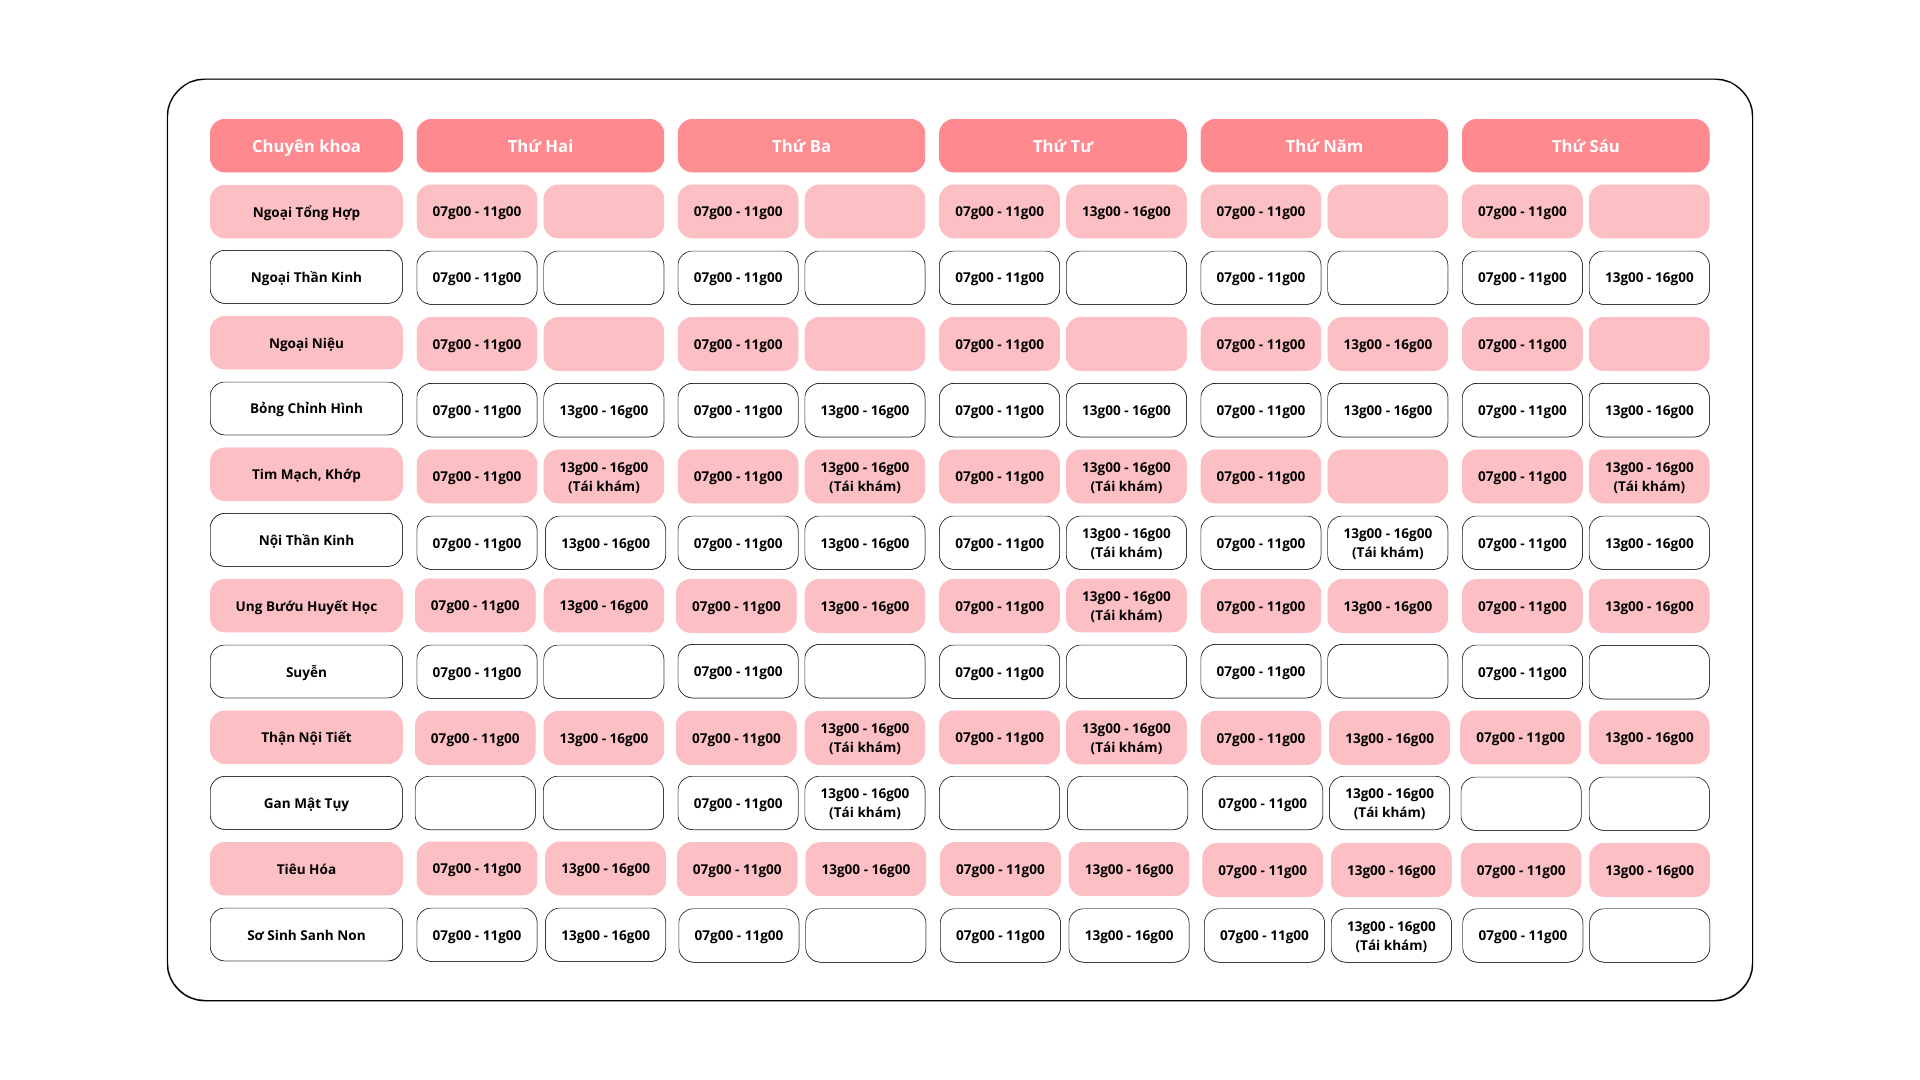 Chuyên khoa Thứ Hai Thứ Ba Thứ Tư Thứ Năm Thứ Sáu
Ngoại Tổng Hợp 07g00 - 11g00 07g00 - 11g00 07g00 - 11g00 13g00 - 16g00 07g00 - 11g00 07g00 - 11g00
Ngoại Thần Kinh 07g00 - 11g00 07g00 - 11g00 07g00 - 11g00 07g00 - 11g00 07g00 - 11g00 13g00 - 16g00
Ngoại Niệu 07g00 - 11g00 07g00 - 11g00 07g00 - 11g00 07g00 - 11g00 13g00 - 16g00 07g00 - 11g00
Bỏng Chỉnh Hình 07g00 - 11g00 13g00 - 16g00 07g00 - 11g00 13g00 - 16g00 07g00 - 11g00 13g00 - 16g00 07g00 - 11g00 13g00 - 16g00 07g00 - 11g00 13g00 - 16g00
Tim Mạch, Khớp 07g00 - 11g00 13g00 - 16g00 (Tái khám) 07g00 - 11g00 13g00 - 16g00 (Tái khám) 07g00 - 11g00 13g00 - 16g00 (Tái khám) 07g00 - 11g00 07g00 - 11g00 13g00 - 16g00 (Tái khám)
Nội Thần Kinh 07g00 - 11g00 13g00 - 16g00 07g00 - 11g00 13g00 - 16g00 07g00 - 11g00 13g00 - 16g00 (Tái khám) 07g00 - 11g00 13g00 - 16g00 (Tái khám) 07g00 - 11g00 13g00 - 16g00
Ung Bướu Huyết Học 07g00 - 11g00 13g00 - 16g00 07g00 - 11g00 13g00 - 16g00 07g00 - 11g00 13g00 - 16g00 (Tái khám) 07g00 - 11g00 13g00 - 16g00 07g00 - 11g00 13g00 - 16g00
Suyễn 07g00 - 11g00 07g00 - 11g00 07g00 - 11g00 07g00 - 11g00 07g00 - 11g00
Thận Nội Tiết 07g00 - 11g00 13g00 - 16g00 07g00 - 11g00 13g00 - 16g00 (Tái khám) 07g00 - 11g00 13g00 - 16g00 (Tái khám) 07g00 - 11g00 13g00 - 16g00 07g00 - 11g00 13g00 - 16g00
Gan Mật Tụy 07g00 - 11g00 13g00 - 16g00 (Tái khám) 07g00 - 11g00 13g00 - 16g00 (Tái khám)
Tiêu Hóa 07g00 - 11g00 13g00 - 16g00 07g00 - 11g00 13g00 - 16g00 07g00 - 11g00 13g00 - 16g00 07g00 - 11g00 13g00 - 16g00 07g00 - 11g00 13g00 - 16g00
Sơ Sinh Sanh Non 07g00 - 11g00 13g00 - 16g00 07g00 - 11g00 07g00 - 11g00 13g00 - 16g00 07g00 - 11g00 13g00 - 16g00 (Tái khám) 07g00 - 11g00